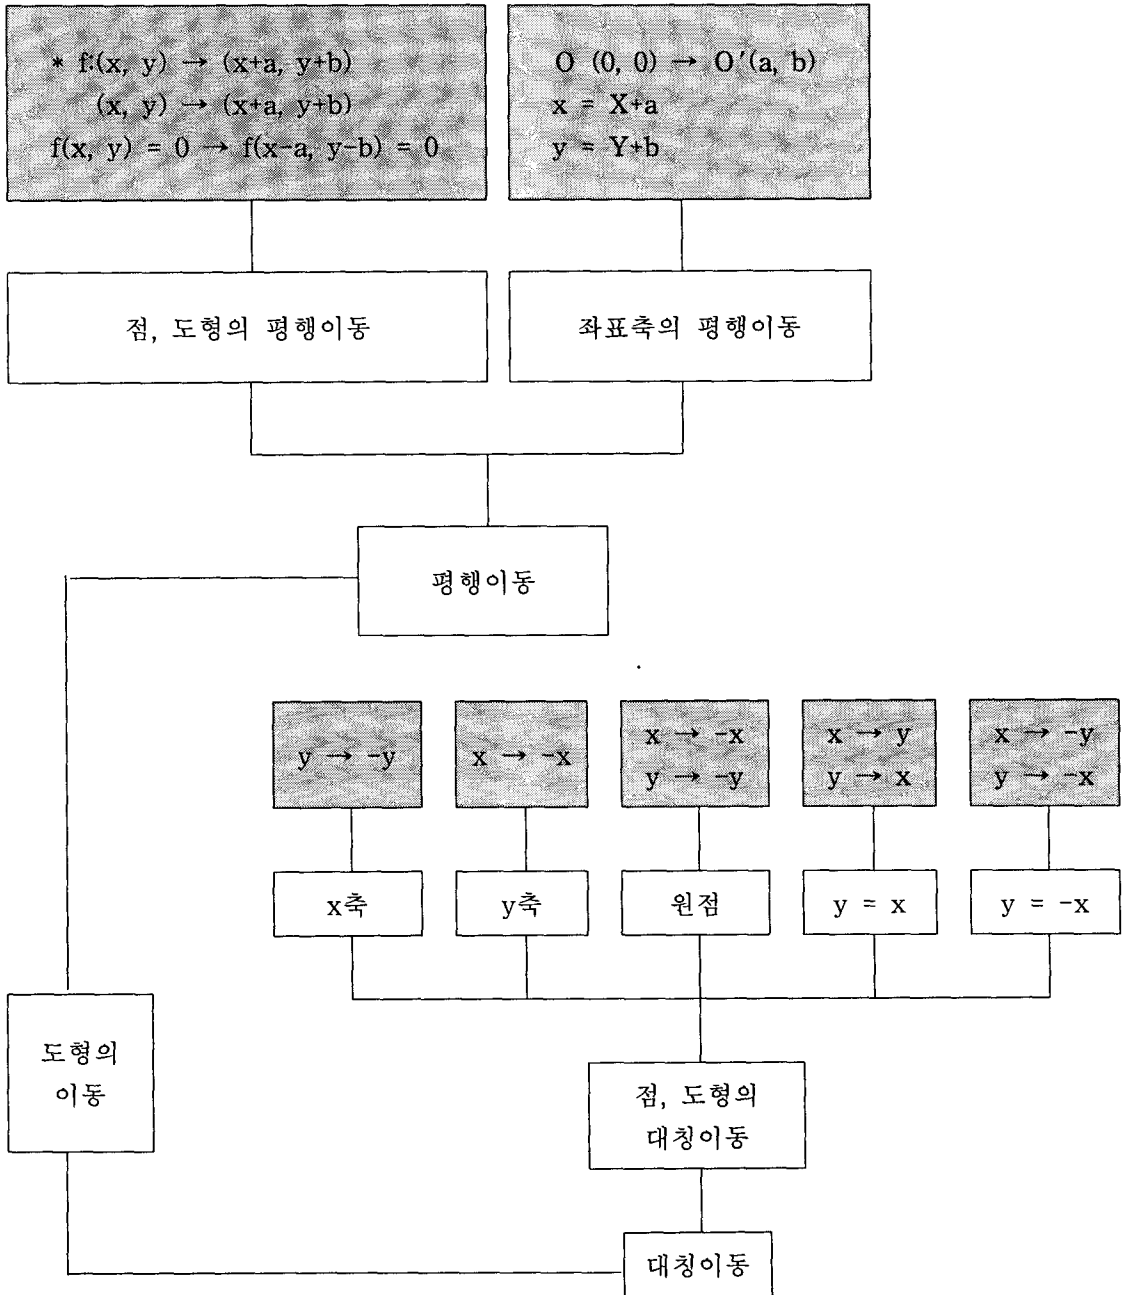 * f:(x, y) → (x+a, y+b)
(x, y) → (x+a, y+b)
f(x, y) = 0 → f(x-a, y-b) = 0
O (0, 0) → O′(a, b)
x = X+a
y = Y+b
점, 도형의 평행이동
좌표축의 평행이동
평행이동
y → -y
x → -x
x → -x
y → -y
x → y
y → x
x → -y
y → -x
x축
y축
원점
y = x
y = -x
도형의
이동
점, 도형의
대칭이동
대칭이동